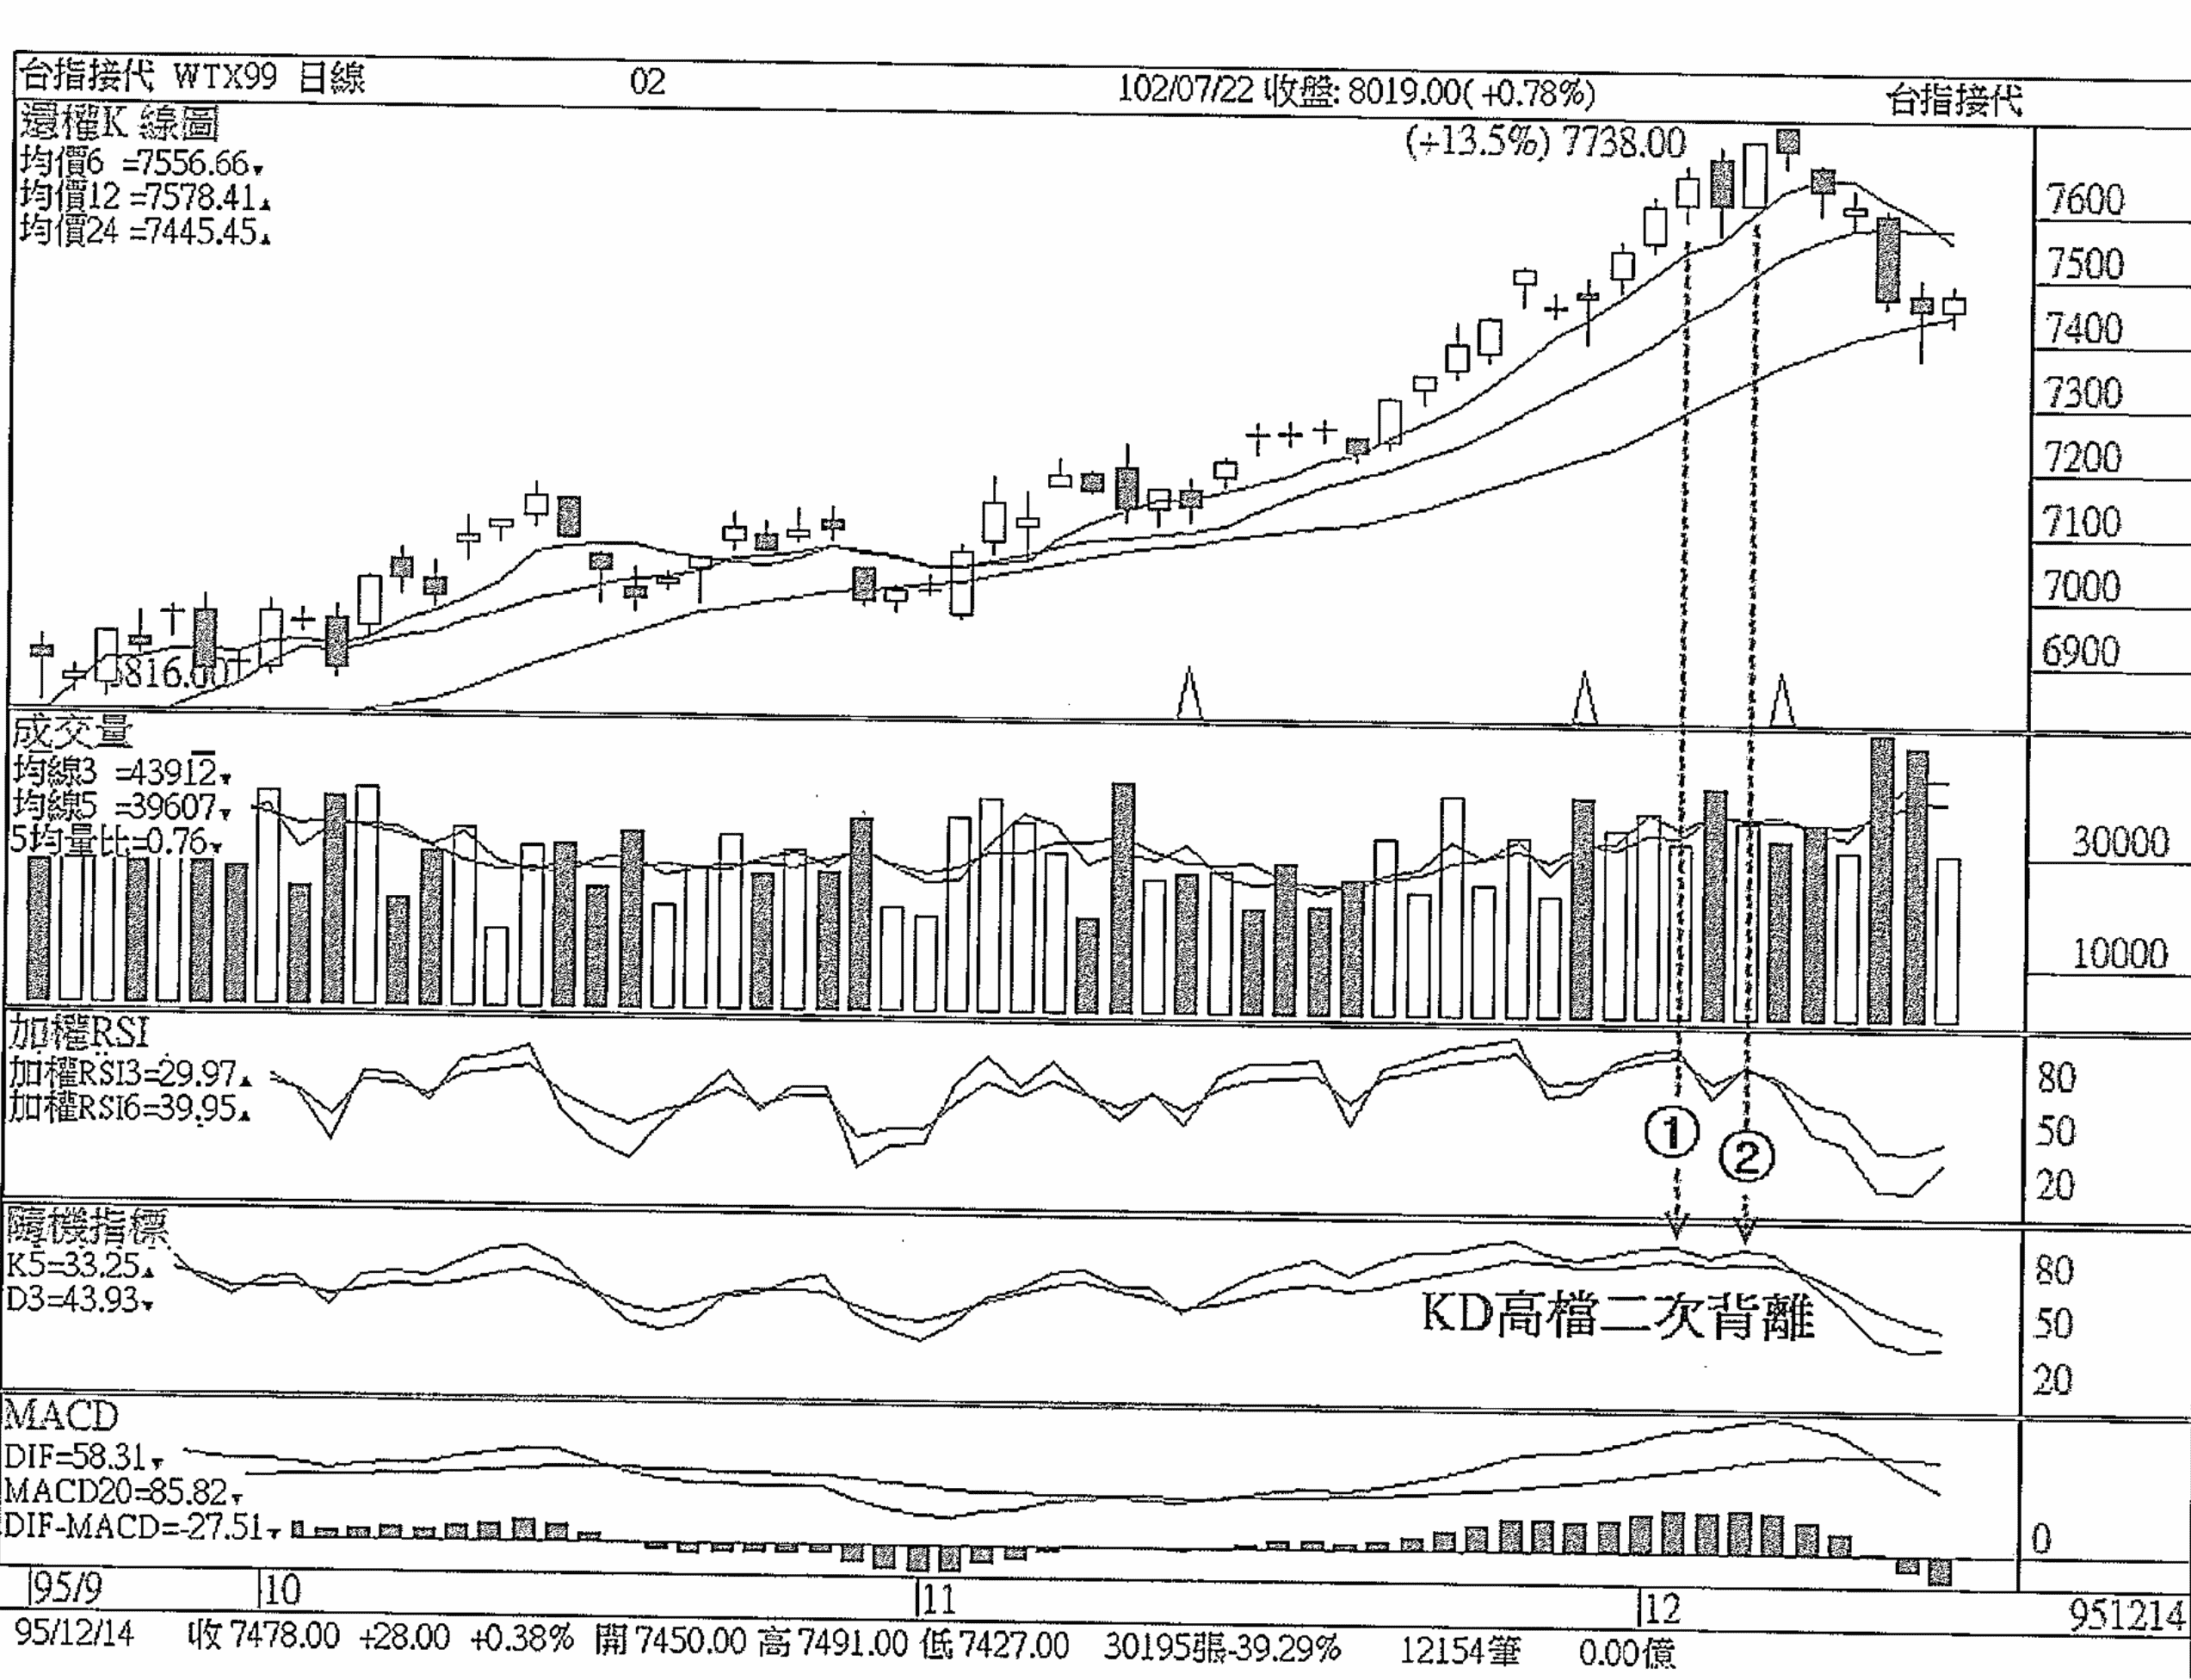 台指接代 WTX99 日線 02 102/07/22 收盤: 8019.00( +0.78%) 台指接代
還權K 線圖
(+13.5%) 7738.00
均價6 =7556.66▼
均價12 =7578.41▲
均價24 =7445.45▲
7600
7500
7400
7300
7200
7100
7000
6900
6816.00
成交量
均線3 =43912▼
均線5 =39607▼
5均量比=0.76▼
30000
10000
加權RSI
加權RSI3=29.97▲
加權RSI6=39.95▲
80
50
20
① ②
隨機指標
K5=33.25▲
D3=43.93▼
80
50
20
KD高檔二次背離
MACD
DIF=58.31▼
MACD20=85.82▼
DIF-MACD=-27.51▼
0
95/9 10 11 12 951214
95/12/14 收 7478.00 +28.00 +0.38% 開 7450.00 高 7491.00 低 7427.00 30195張-39.29% 12154筆 0.00億